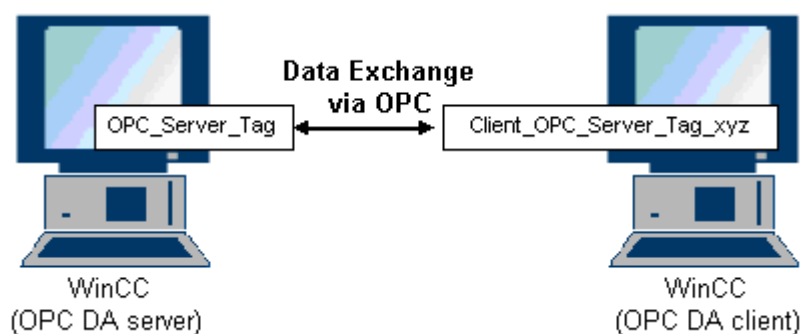 Data Exchange
via OPC
OPC_Server_Tag
Client_OPC_Server_Tag_xyz
WinCC
(OPC DA server)
WinCC
(OPC DA client)